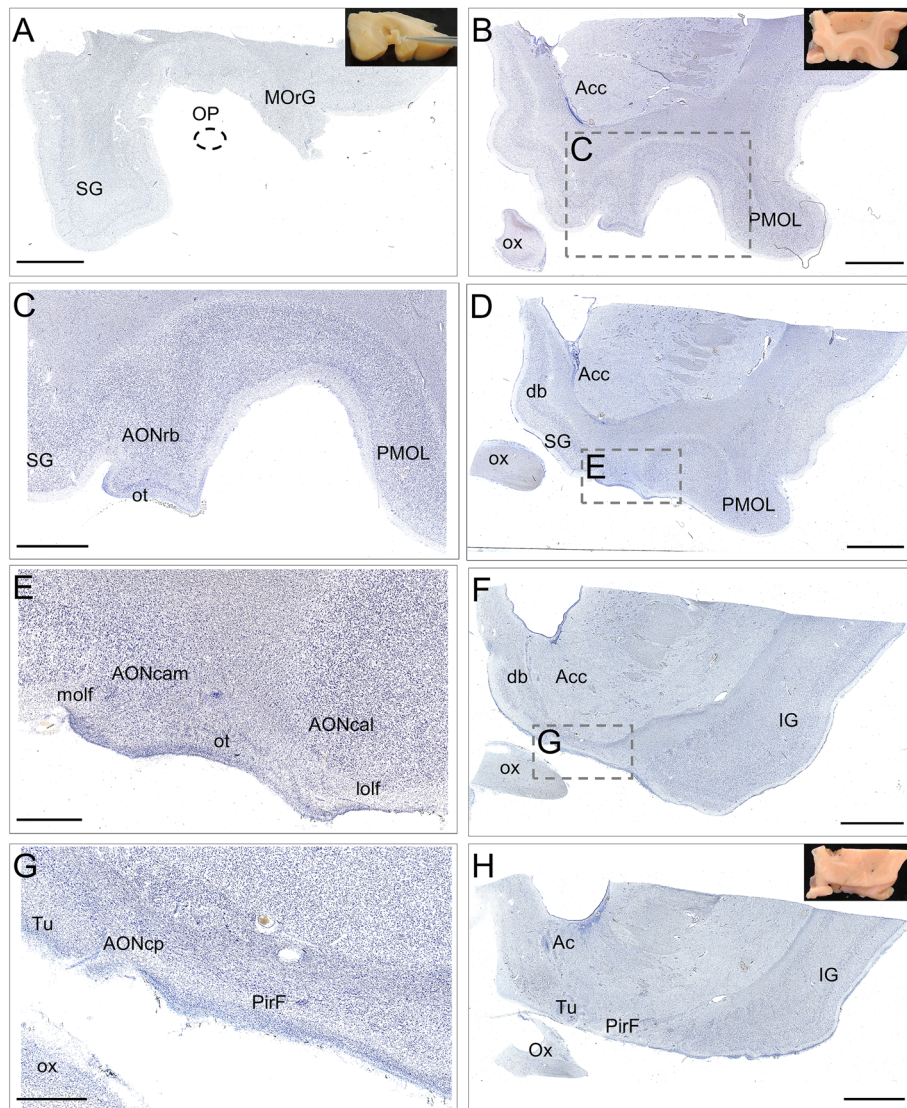 A
OP
MOrG
SG
B
Acc
C
PMOL
ox
C
AONrb
SG
PMOL
ot
D
Acc
db
SG
ox
E
PMOL
E
AONcam
molf
AONcal
ot
lolf
F
db
Acc
IG
G
ox
G
Tu
AONcp
PirF
ox
H
Ac
IG
Tu
PirF
Ox